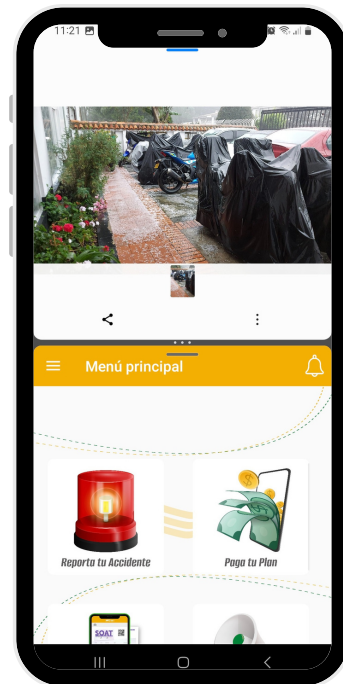 11:21
Menú principal
Reporta tu Accidente
Paga tu Plan
SOAT